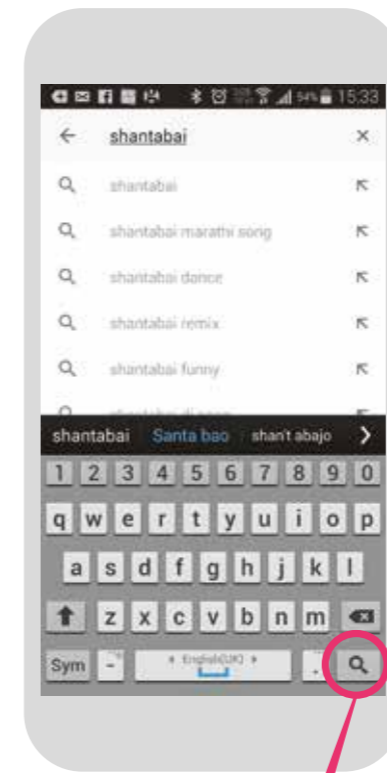 54% 15:33
shantabai
shantabai
shantabai marathi song
shantabai dance
shantabai remix
shantabai funny
shantabai Santa bao shan't abajo
1 2 3 4 5 6 7 8 9 0
q w e r t y u i o p
a s d f g h j k l
z x c v b n m
Sym - English(UK) .